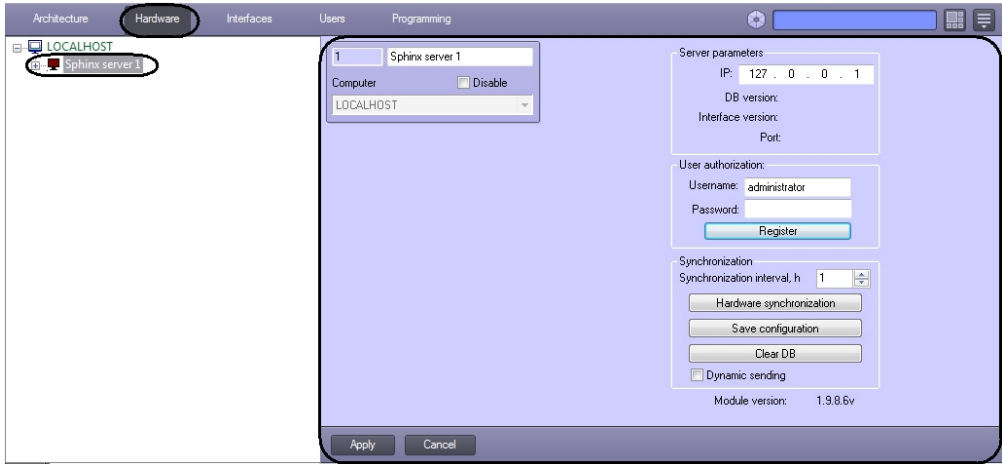 Architecture Hardware Interfaces Users Programming
LOCALHOST
Sphinx server 1
1 Sphinx server 1
Computer Disable
LOCALHOST
Server parameters
IP: 127 . 0 . 0 . 1
DB version:
Interface version:
Port:
User authorization:
Username: administrator
Password:
Register
Synchronization
Synchronization interval, h 1
Hardware synchronization
Save configuration
Clear DB
Dynamic sending
Module version: 1.9.8.6v
Apply Cancel